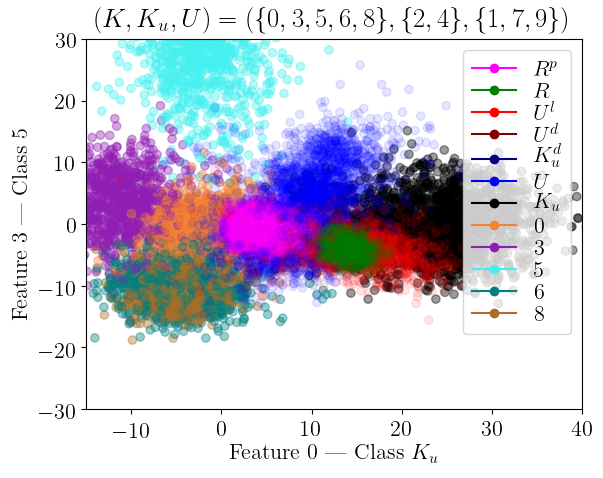 (K, K_u, U) = ({0, 3, 5, 6, 8}, {2, 4}, {1, 7, 9})
Feature 3 — Class 5
30
20
10
0
−10
−20
−30
−10
0
10
20
30
40
Feature 0 — Class K_u
R^p
R
U^l
U^d
K_u^d
U
K_u
0
3
5
6
8